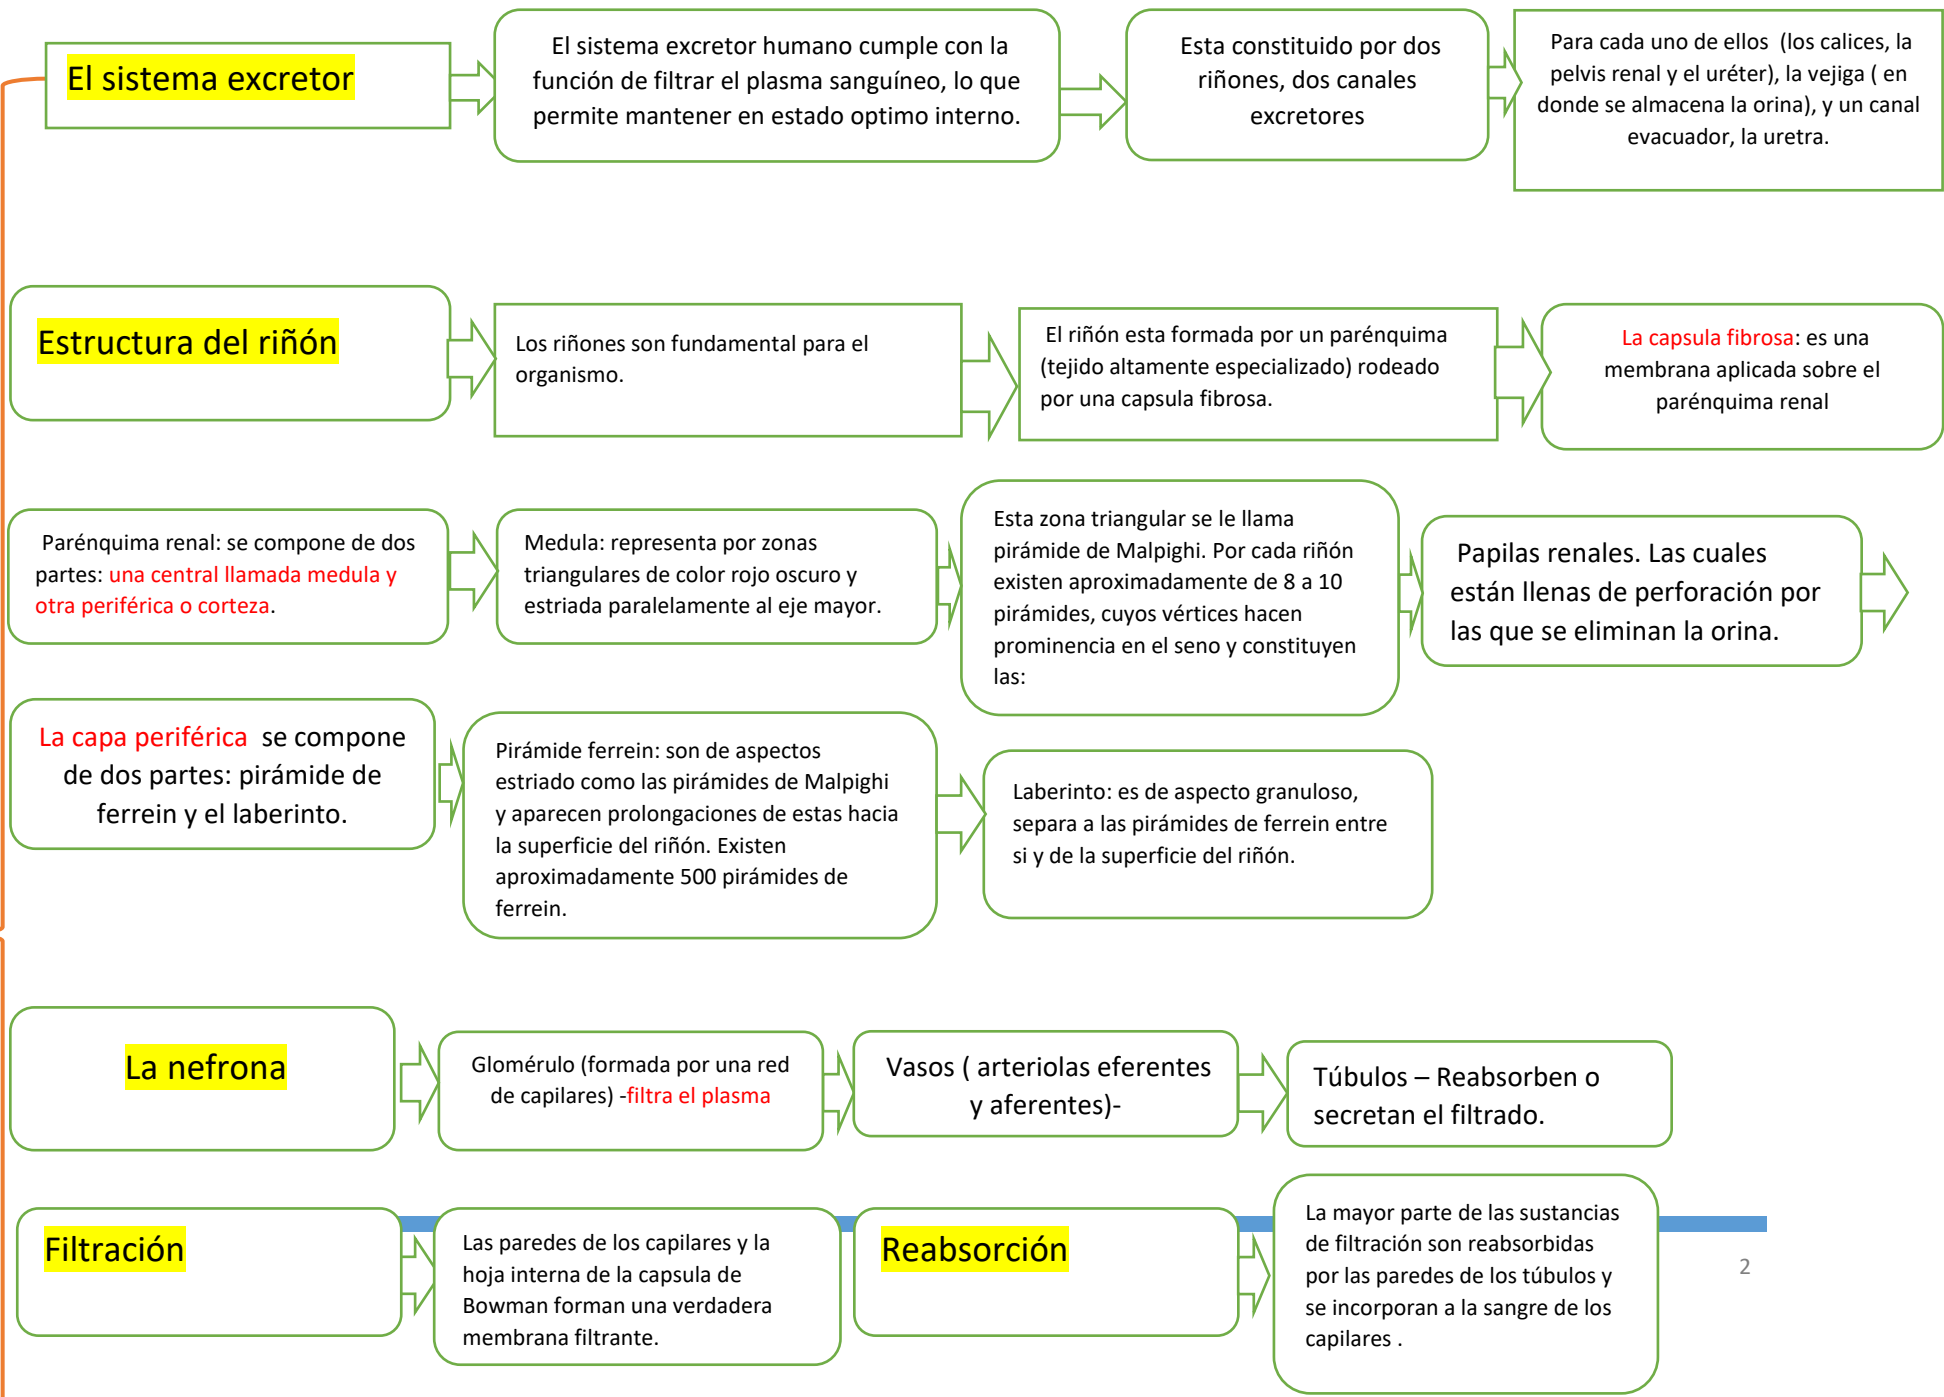 El sistema excretor
El sistema excretor humano cumple con la
función de filtrar el plasma sanguíneo, lo que
permite mantener en estado optimo interno.
Esta constituido por dos
riñones, dos canales
excretores
Para cada uno de ellos (los calices, la
pelvis renal y el uréter), la vejiga ( en
donde se almacena la orina), y un canal
evacuador, la uretra.
Estructura del riñón
Los riñones son fundamental para el
organismo.
El riñón esta formada por un parénquima
(tejido altamente especializado) rodeado
por una capsula fibrosa.
La capsula fibrosa: es una
membrana aplicada sobre el
parénquima renal
Parénquima renal: se compone de dos
partes: una central llamada medula y
otra periférica o corteza.
Medula: representa por zonas
triangulares de color rojo oscuro y
estriada paralelamente al eje mayor.
Esta zona triangular se le llama
pirámide de Malpighi. Por cada riñón
existen aproximadamente de 8 a 10
pirámides, cuyos vértices hacen
prominencia en el seno y constituyen
las:
Papilas renales. Las cuales
están llenas de perforación por
las que se eliminan la orina.
La capa periférica se compone
de dos partes: pirámide de
ferrein y el laberinto.
Pirámide ferrein: son de aspectos
estriado como las pirámides de Malpighi
y aparecen prolongaciones de estas hacia
la superficie del riñón. Existen
aproximadamente 500 pirámides de
ferrein.
Laberinto: es de aspecto granuloso,
separa a las pirámides de ferrein entre
si y de la superficie del riñón.
La nefrona
Glomérulo (formada por una red
de capilares) -filtra el plasma
Vasos ( arteriolas eferentes
y aferentes)-
Túbulos – Reabsorben o
secretan el filtrado.
Filtración
Las paredes de los capilares y la
hoja interna de la capsula de
Bowman forman una verdadera
membrana filtrante.
Reabsorción
La mayor parte de las sustancias
de filtración son reabsorbidas
por las paredes de los túbulos y
se incorporan a la sangre de los
capilares .
2